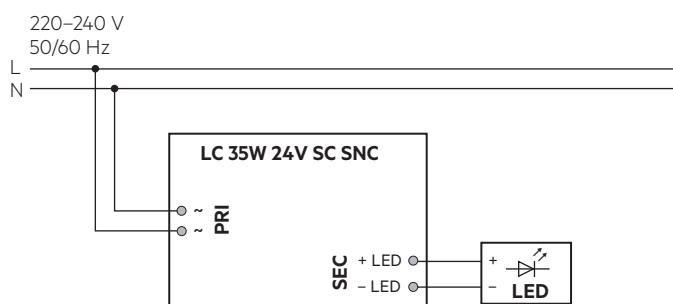 220–240 V
50/60 Hz
L
N
LC 35W 24V SC SNC
~
~
PRI
SEC
+ LED
– LED
+
–
LED